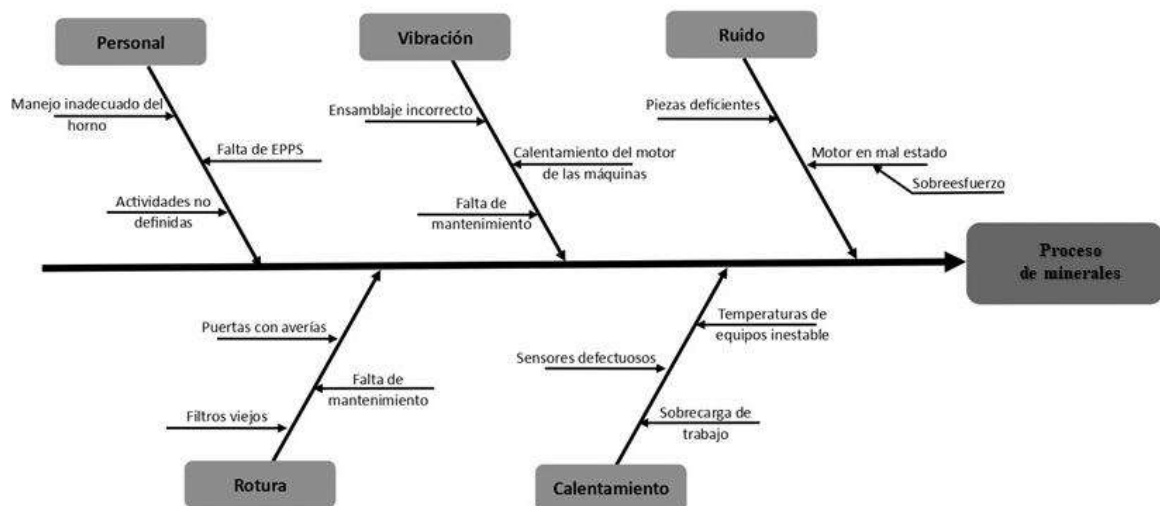 Personal
Vibración
Ruido
Manejo inadecuado del
horno
Falta de EPPS
Actividades no
definidas
Ensamblaje incorrecto
Calentamiento del motor
de las máquinas
Falta de
mantenimiento
Piezas deficientes
Motor en mal estado
Sobreesfuerzo
Proceso
de minerales
Puertas con averías
Falta de
mantenimiento
Filtros viejos
Temperaturas de
equipos inestable
Sensores defectuosos
Sobrecarga de
trabajo
Rotura
Calentamiento